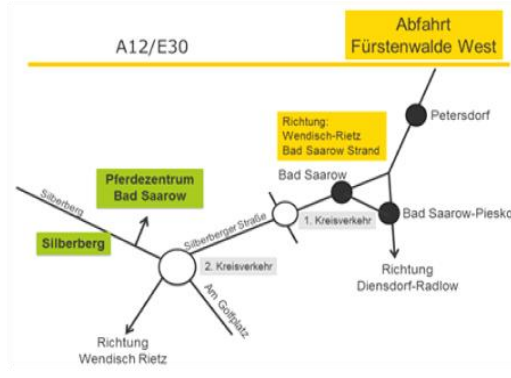 Abfahrt
Fürstenwalde West
A12/E30
Petersdorf
Richtung:
Wendisch-Rietz
Bad Saarow Strand
Bad Saarow
Pferdezentrum
Bad Saarow
Silberberg
Silberberg
Silberberger Straße
1. Kreisverkehr
Bad Saarow-Piesko
2. Kreisverkehr
Richtung
Diensdorf-Radlow
Am Golfplatz
Richtung
Wendisch Rietz